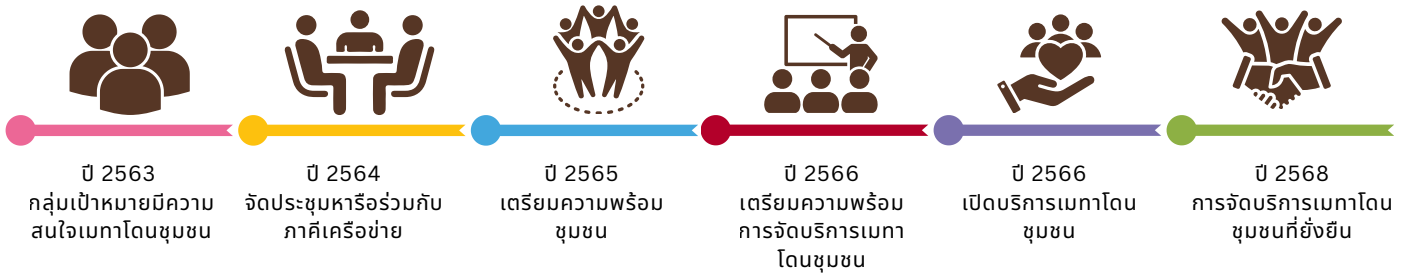 ปี 2563
กลุ่มเป้าหมายมีความ
สนใจเมทาโดนชุมชน
ปี 2564
จัดประชุมหารือร่วมกับ
ภาคีเครือข่าย
ปี 2565
เตรียมความพร้อม
ชุมชน
ปี 2566
เตรียมความพร้อม
การจัดบริการเมทา
โดนชุมชน
ปี 2566
เปิดบริการเมทาโดน
ชุมชน
ปี 2568
การจัดบริการเมทาโดน
ชุมชนที่ยั่งยืน